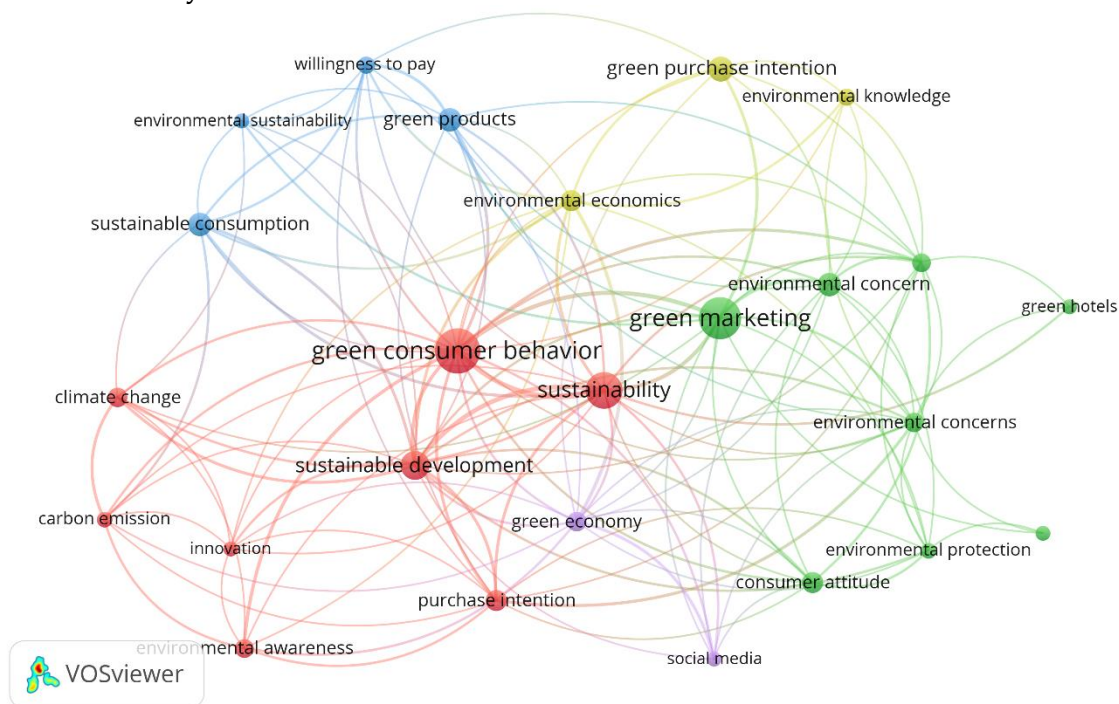 willingness to pay
green purchase intention
environmental knowledge
environmental sustainability
green products
environmental economics
sustainable consumption
environmental concern
green hotels
green marketing
green consumer behavior
sustainability
climate change
environmental concerns
sustainable development
carbon emission
green economy
innovation
environmental protection
consumer attitude
purchase intention
environmental awareness
social media
VOSviewer